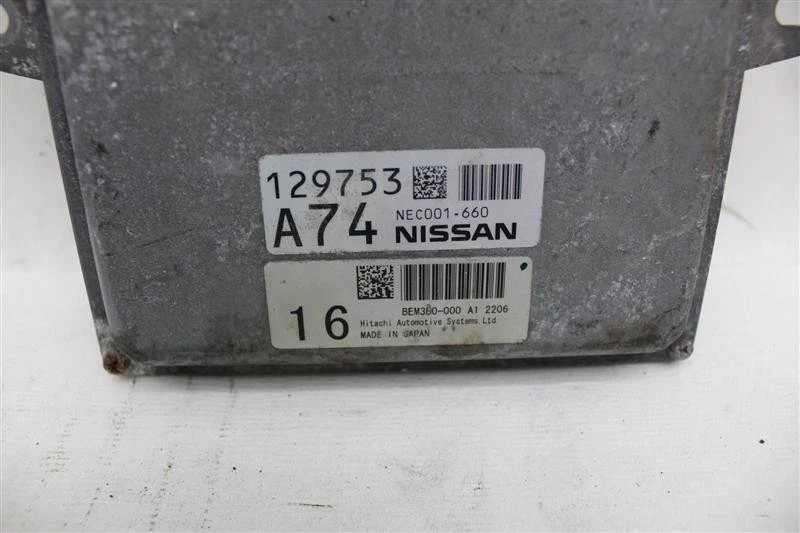 129753
A74 NEC001-660
NISSAN
16 BEM3B0-000 A1 2206
Hitachi Automotive Systems,Ltd
MADE IN JAPAN